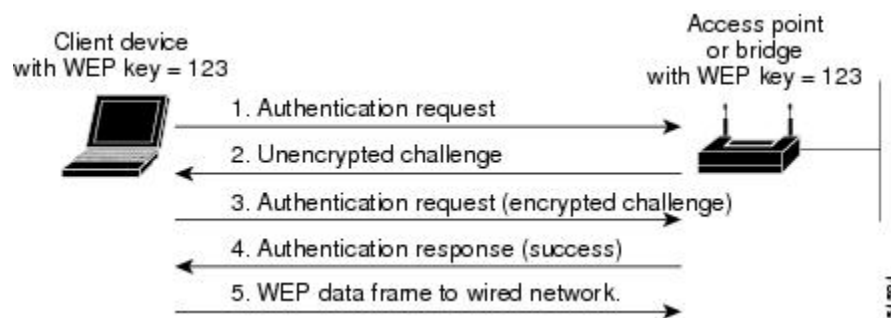 Client device
with WEP key = 123
Access point
or bridge
with WEP key = 123
1. Authentication request
2. Unencrypted challenge
3. Authentication request (encrypted challenge)
4. Authentication response (success)
5. WEP data frame to wired network.